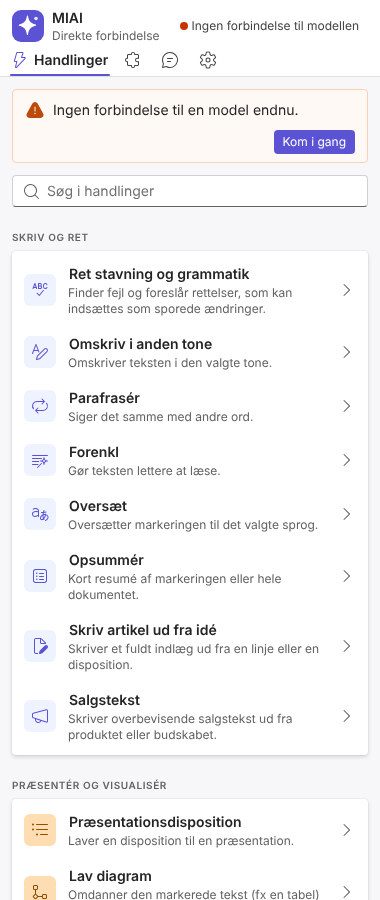 MIAI
Direkte forbindelse
Ingen forbindelse til modellen
Handlinger
Ingen forbindelse til en model endnu.
Kom i gang
Søg i handlinger
SKRIV OG RET
ABC
Ret stavning og grammatik
Finder fejl og foreslår rettelser, som kan
indsættes som sporede ændringer.
Omskriv i anden tone
Omskriver teksten i den valgte tone.
Parafrasér
Siger det samme med andre ord.
Forenkl
Gør teksten lettere at læse.
Oversæt
Oversætter markeringen til det valgte sprog.
Opsummér
Kort resumé af markeringen eller hele
dokumentet.
Skriv artikel ud fra idé
Skriver et fuldt indlæg ud fra en linje eller en
disposition.
Salgstekst
Skriver overbevisende salgstekst ud fra
produktet eller budskabet.
PRÆSENTÉR OG VISUALISÉR
Præsentationsdisposition
Laver en disposition til en præsentation.
Lav diagram
Omdanner den markerede tekst (fx en tabel)